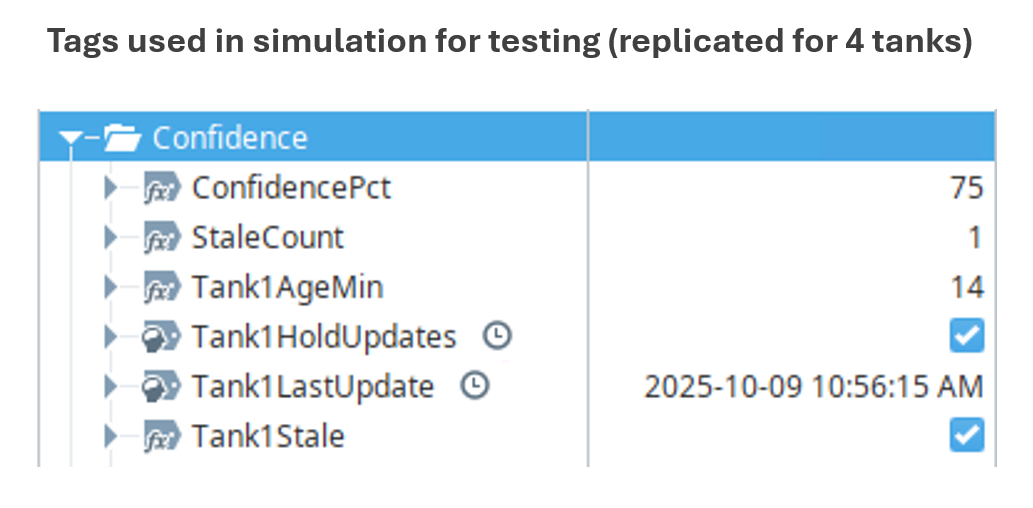 Tags used in simulation for testing (replicated for 4 tanks)
Confidence
ConfidencePct 75
StaleCount 1
Tank1AgeMin 14
Tank1HoldUpdates
Tank1LastUpdate 2025-10-09 10:56:15 AM
Tank1Stale